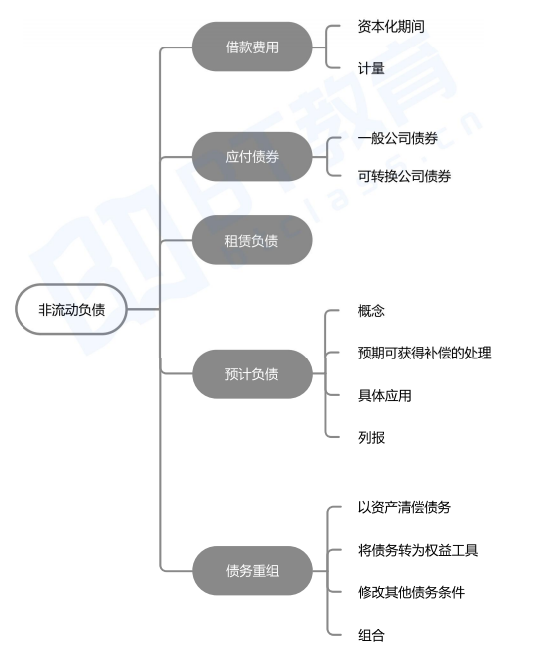 非流动负债
借款费用
资本化期间
计量
应付债券
一般公司债券
可转换公司债券
租赁负债
预计负债
概念
预期可获得补偿的处理
具体应用
列报
债务重组
以资产清偿债务
将债务转为权益工具
修改其他债务条件
组合